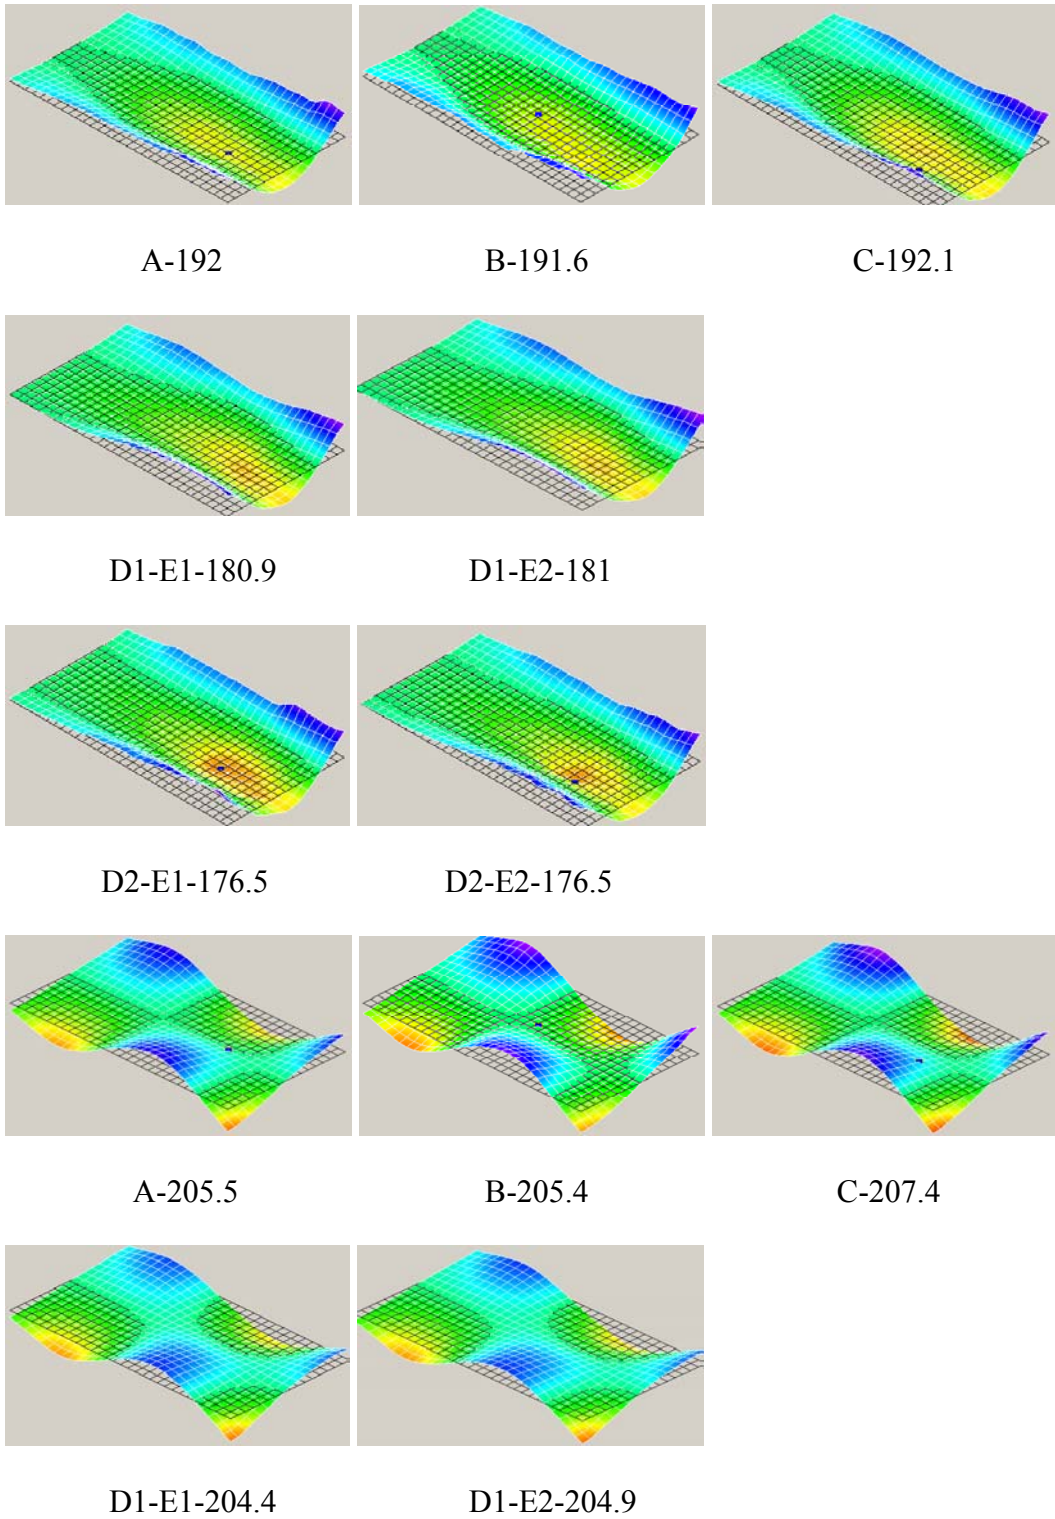 A-192 B-191.6 C-192.1
D1-E1-180.9 D1-E2-181
D2-E1-176.5 D2-E2-176.5
A-205.5 B-205.4 C-207.4
D1-E1-204.4 D1-E2-204.9